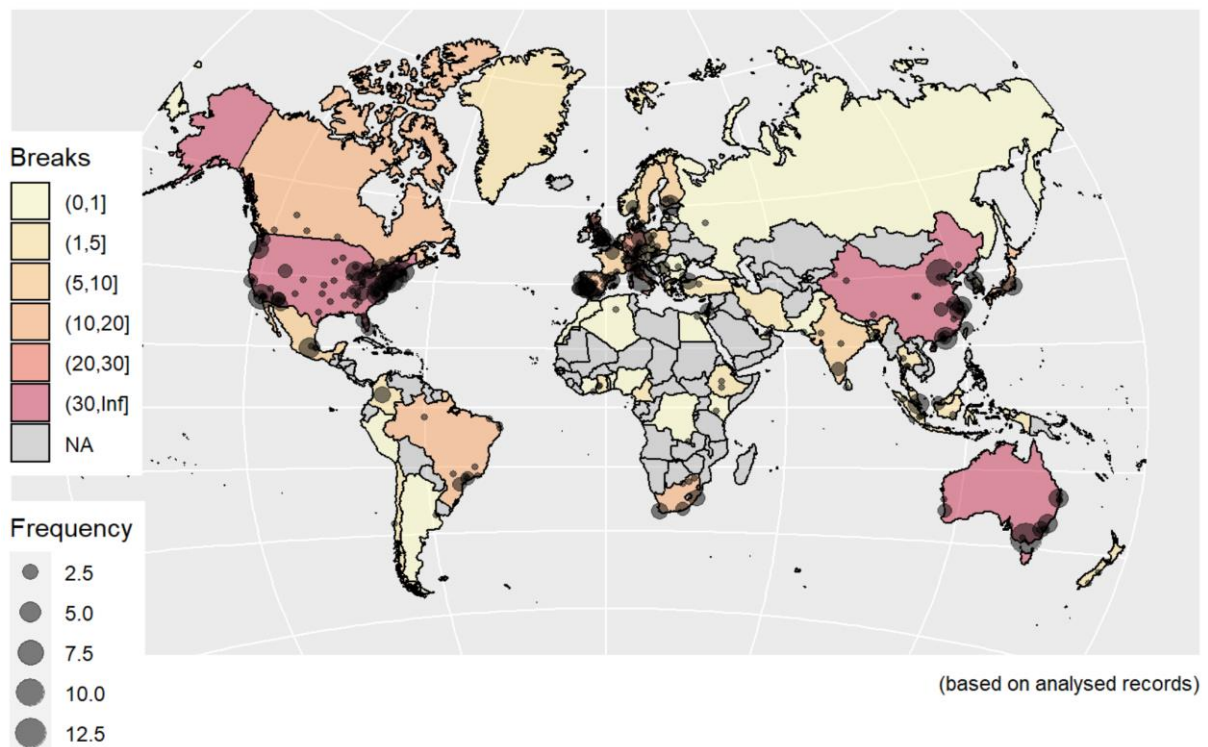 Breaks
(0,1]
(1,5]
(5,10]
(10,20]
(20,30]
(30,Inf]
NA
Frequency
2.5
5.0
7.5
10.0
12.5
(based on analysed records)